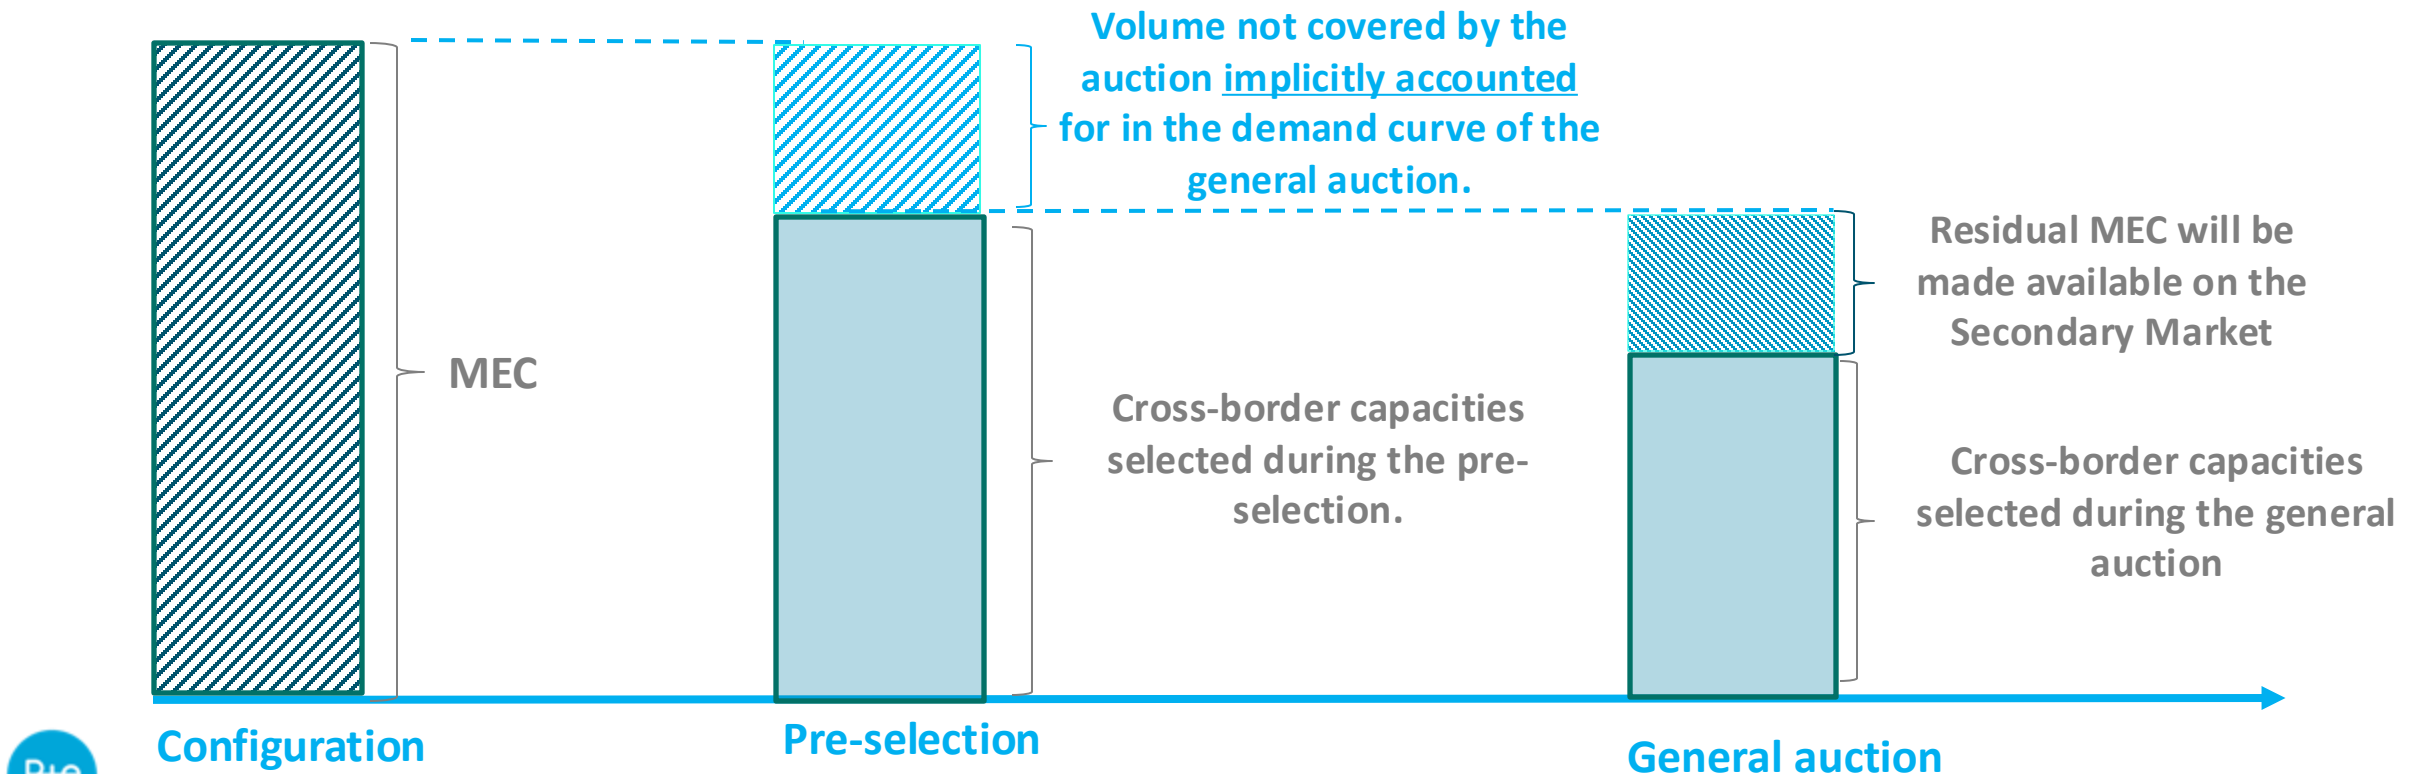 Volume not covered by the
auction implicitly accounted
for in the demand curve of the
general auction.
Residual MEC will be
made available on the
Secondary Market
MEC
Cross-border capacities
selected during the pre-
selection.
Cross-border capacities
selected during the general
auction
Configuration
Pre-selection
General auction